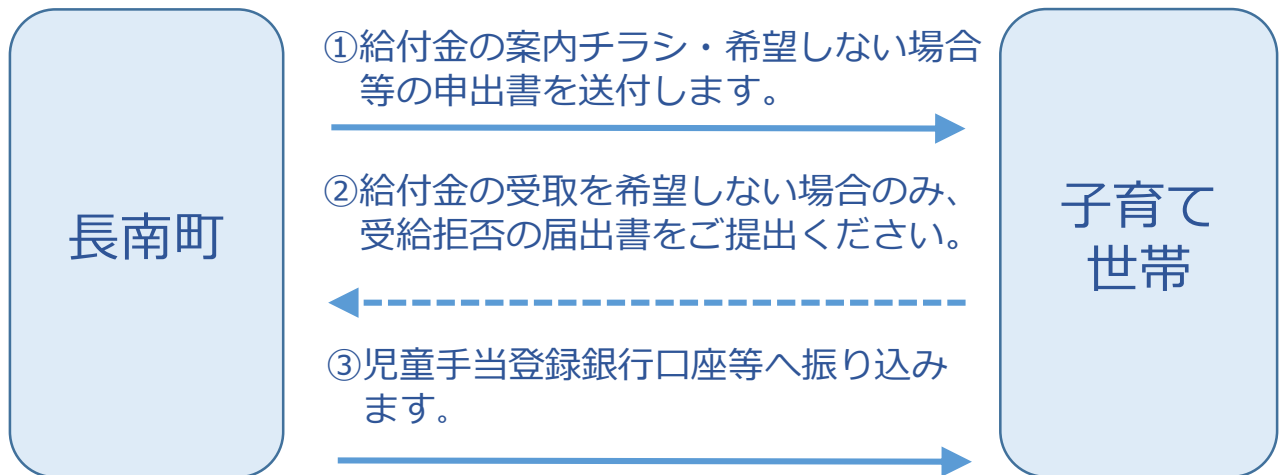 長南町
①給付金の案内チラシ・希望しない場合
等の申出書を送付します。
②給付金の受取を希望しない場合のみ、
受給拒否の届出書をご提出ください。
③児童手当登録銀行口座等へ振り込み
ます。
子育て
世帯